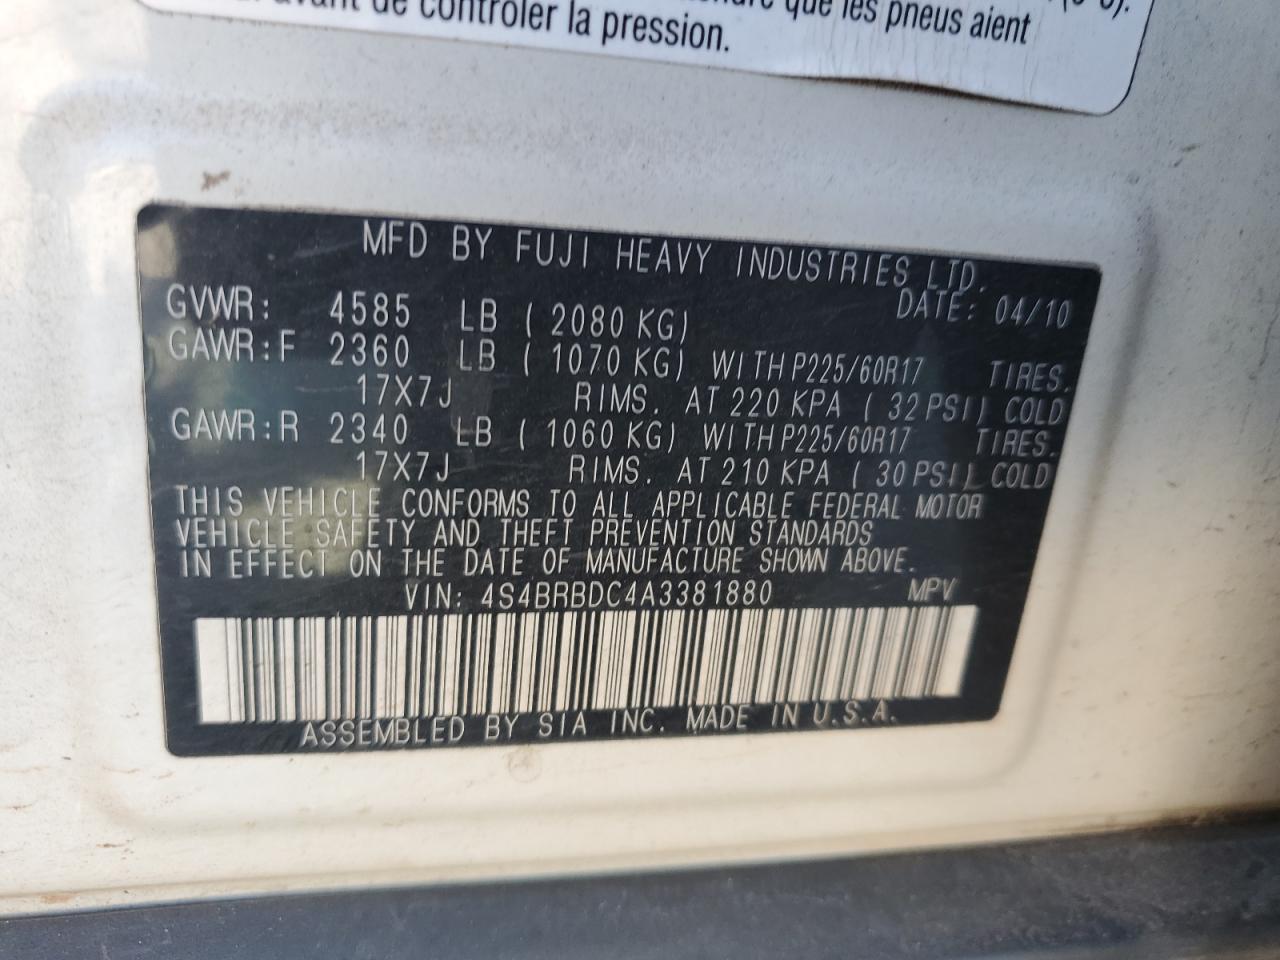 que les pneus aient
avant de contrôler la pression.
MFD BY FUJI HEAVY INDUSTRIES LTD.
DATE: 04/10
GVWR: 4585 LB ( 2080 KG)
GAWR:F 2360 LB ( 1070 KG) WITH P225/60R17 TIRES.
17X7J RIMS. AT 220 KPA ( 32 PSI) COLD
GAWR:R 2340 LB ( 1060 KG) WITH P225/60R17 TIRES.
17X7J RIMS. AT 210 KPA ( 30 PSI) COLD
THIS VEHICLE CONFORMS TO ALL APPLICABLE FEDERAL MOTOR
VEHICLE SAFETY AND THEFT PREVENTION STANDARDS
IN EFFECT ON THE DATE OF MANUFACTURE SHOWN ABOVE.
VIN: 4S4BRBDC4A3381880 MPV
ASSEMBLED BY SIA INC. MADE IN U.S.A.